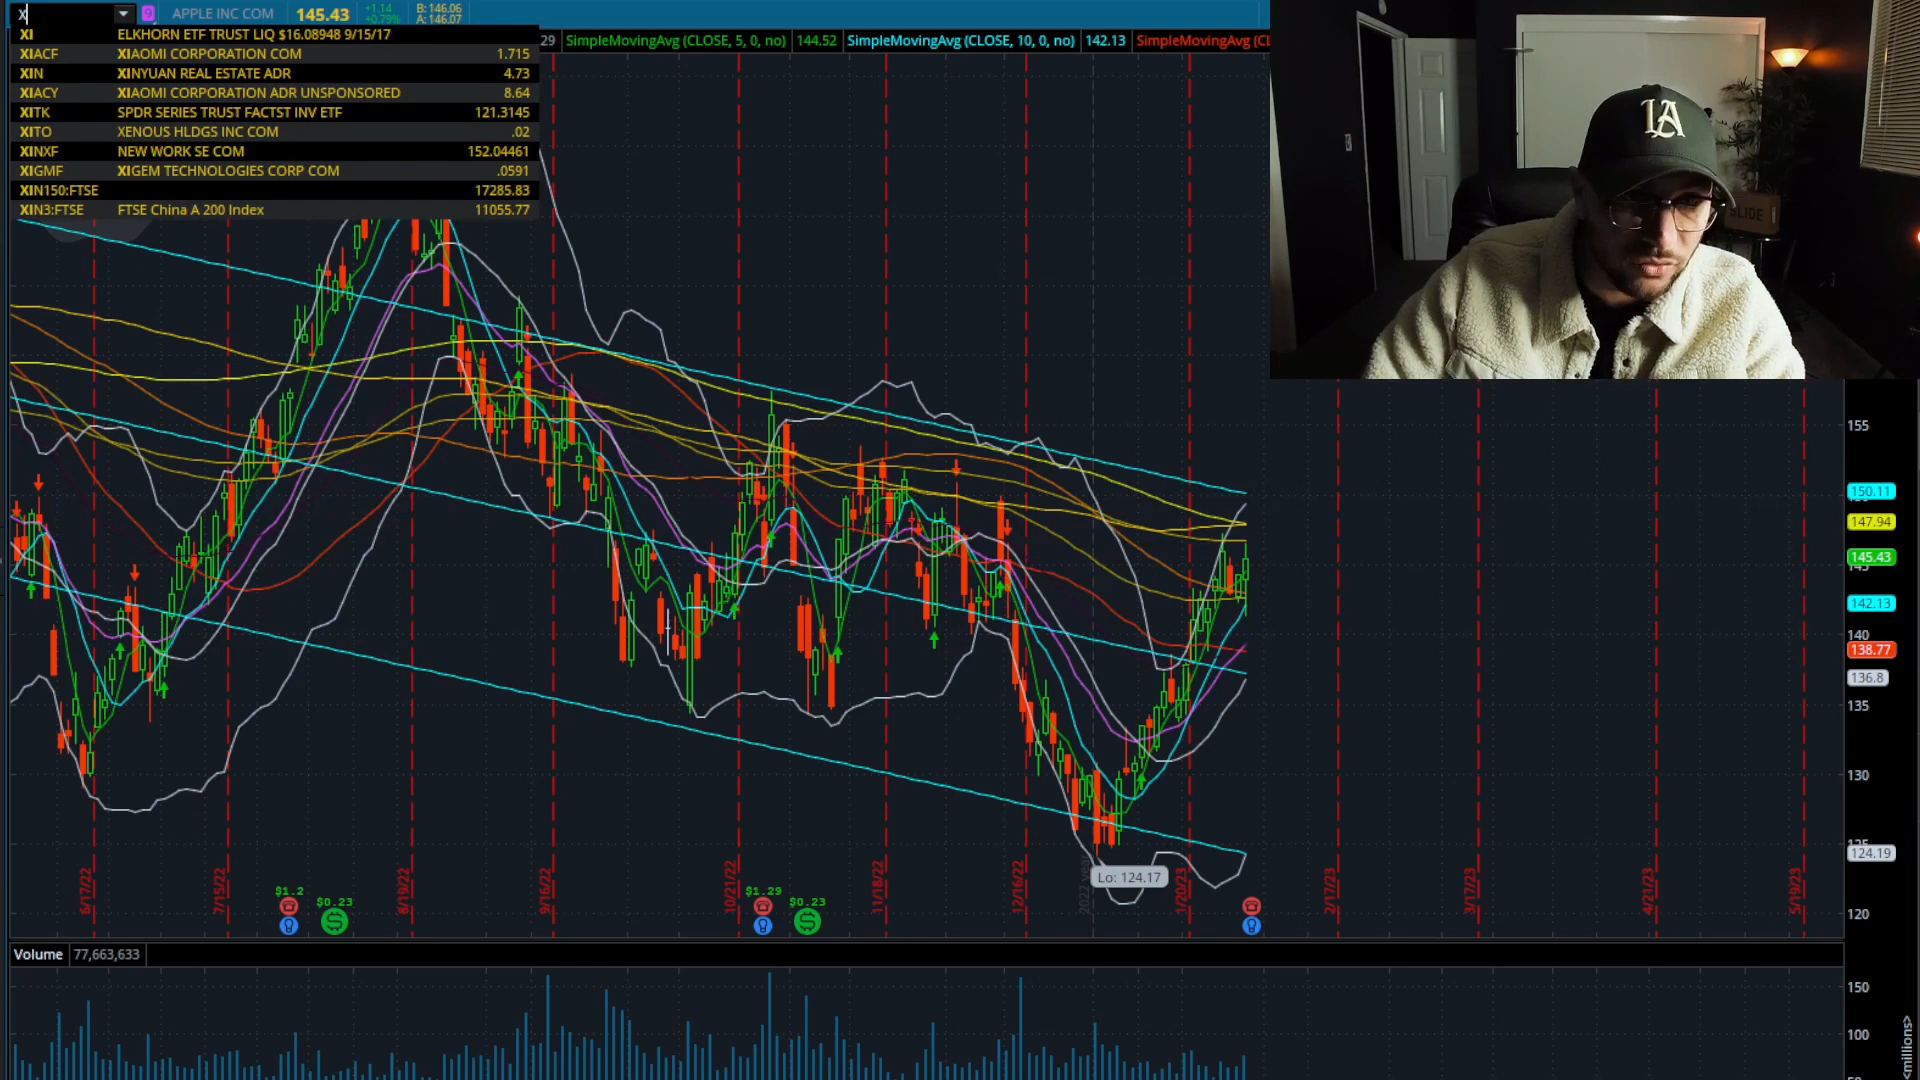 X
9
APPLE INC COM
145.43
+1.14
+0.79%
B: 146.06
A: 146.07
XI ELKHORN ETF TRUST LIQ $16.08948 9/15/17
XIACF XIAOMI CORPORATION COM 1.715
XIN XINYUAN REAL ESTATE ADR 4.73
XIACY XIAOMI CORPORATION ADR UNSPONSORED 8.64
XITK SPDR SERIES TRUST FACTST INV ETF 121.3145
XITO XENOUS HLDGS INC COM .02
XINXF NEW WORK SE COM 152.04461
XIGMF XIGEM TECHNOLOGIES CORP COM .0591
XIN150:FTSE 17285.83
XIN3:FTSE FTSE China A 200 Index 11055.77
29 SimpleMovingAvg (CLOSE, 5, 0, no) 144.52 SimpleMovingAvg (CLOSE, 10, 0, no) 142.13 SimpleMovingAvg (CL
LA
SLIDE
155
150.11
147.94
145.43
142.13
140
138.77
136.8
135
130
124.19
120
Lo: 124.17
6/17/22
7/15/22
8/19/22
9/16/22
10/21/22
11/18/22
12/16/22
2022 year
1/20/23
2/17/23
3/17/23
4/21/23
5/19/23
$1.2
$0.23
$1.29
$0.23
Volume 77,663,633
150
100
<millions>